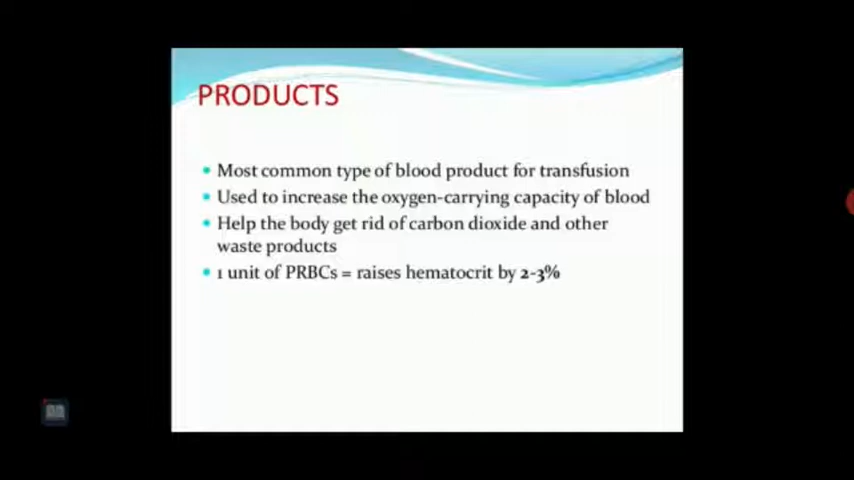 PRODUCTS
• Most common type of blood product for transfusion
• Used to increase the oxygen-carrying capacity of blood
• Help the body get rid of carbon dioxide and other
waste products
• 1 unit of PRBCs = raises hematocrit by 2-3%